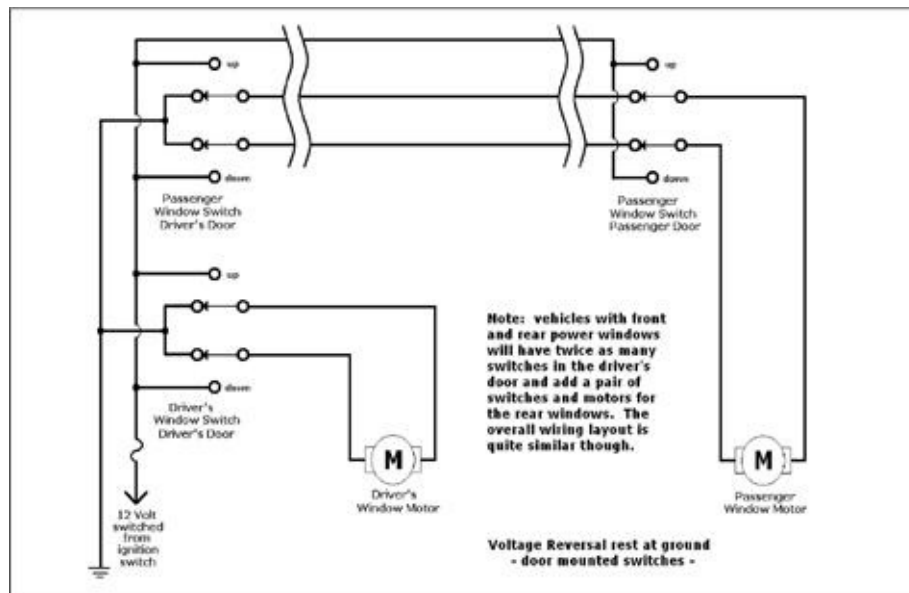 up
up
down
down
Passenger
Window Switch
Driver's Door
Passenger
Window Switch
Passenger Door
up
down
Driver's
Window Switch
Driver's Door
Note: vehicles with front
and rear power windows
will have twice as many
switches in the driver's
door and add a pair of
switches and motors for
the rear windows. The
overall wiring layout is
quite similar though.
M
Driver's
Window Motor
M
Passenger
Window Motor
12 Volt
switched
from
ignition
switch
Voltage Reversal rest at ground
- door mounted switches -